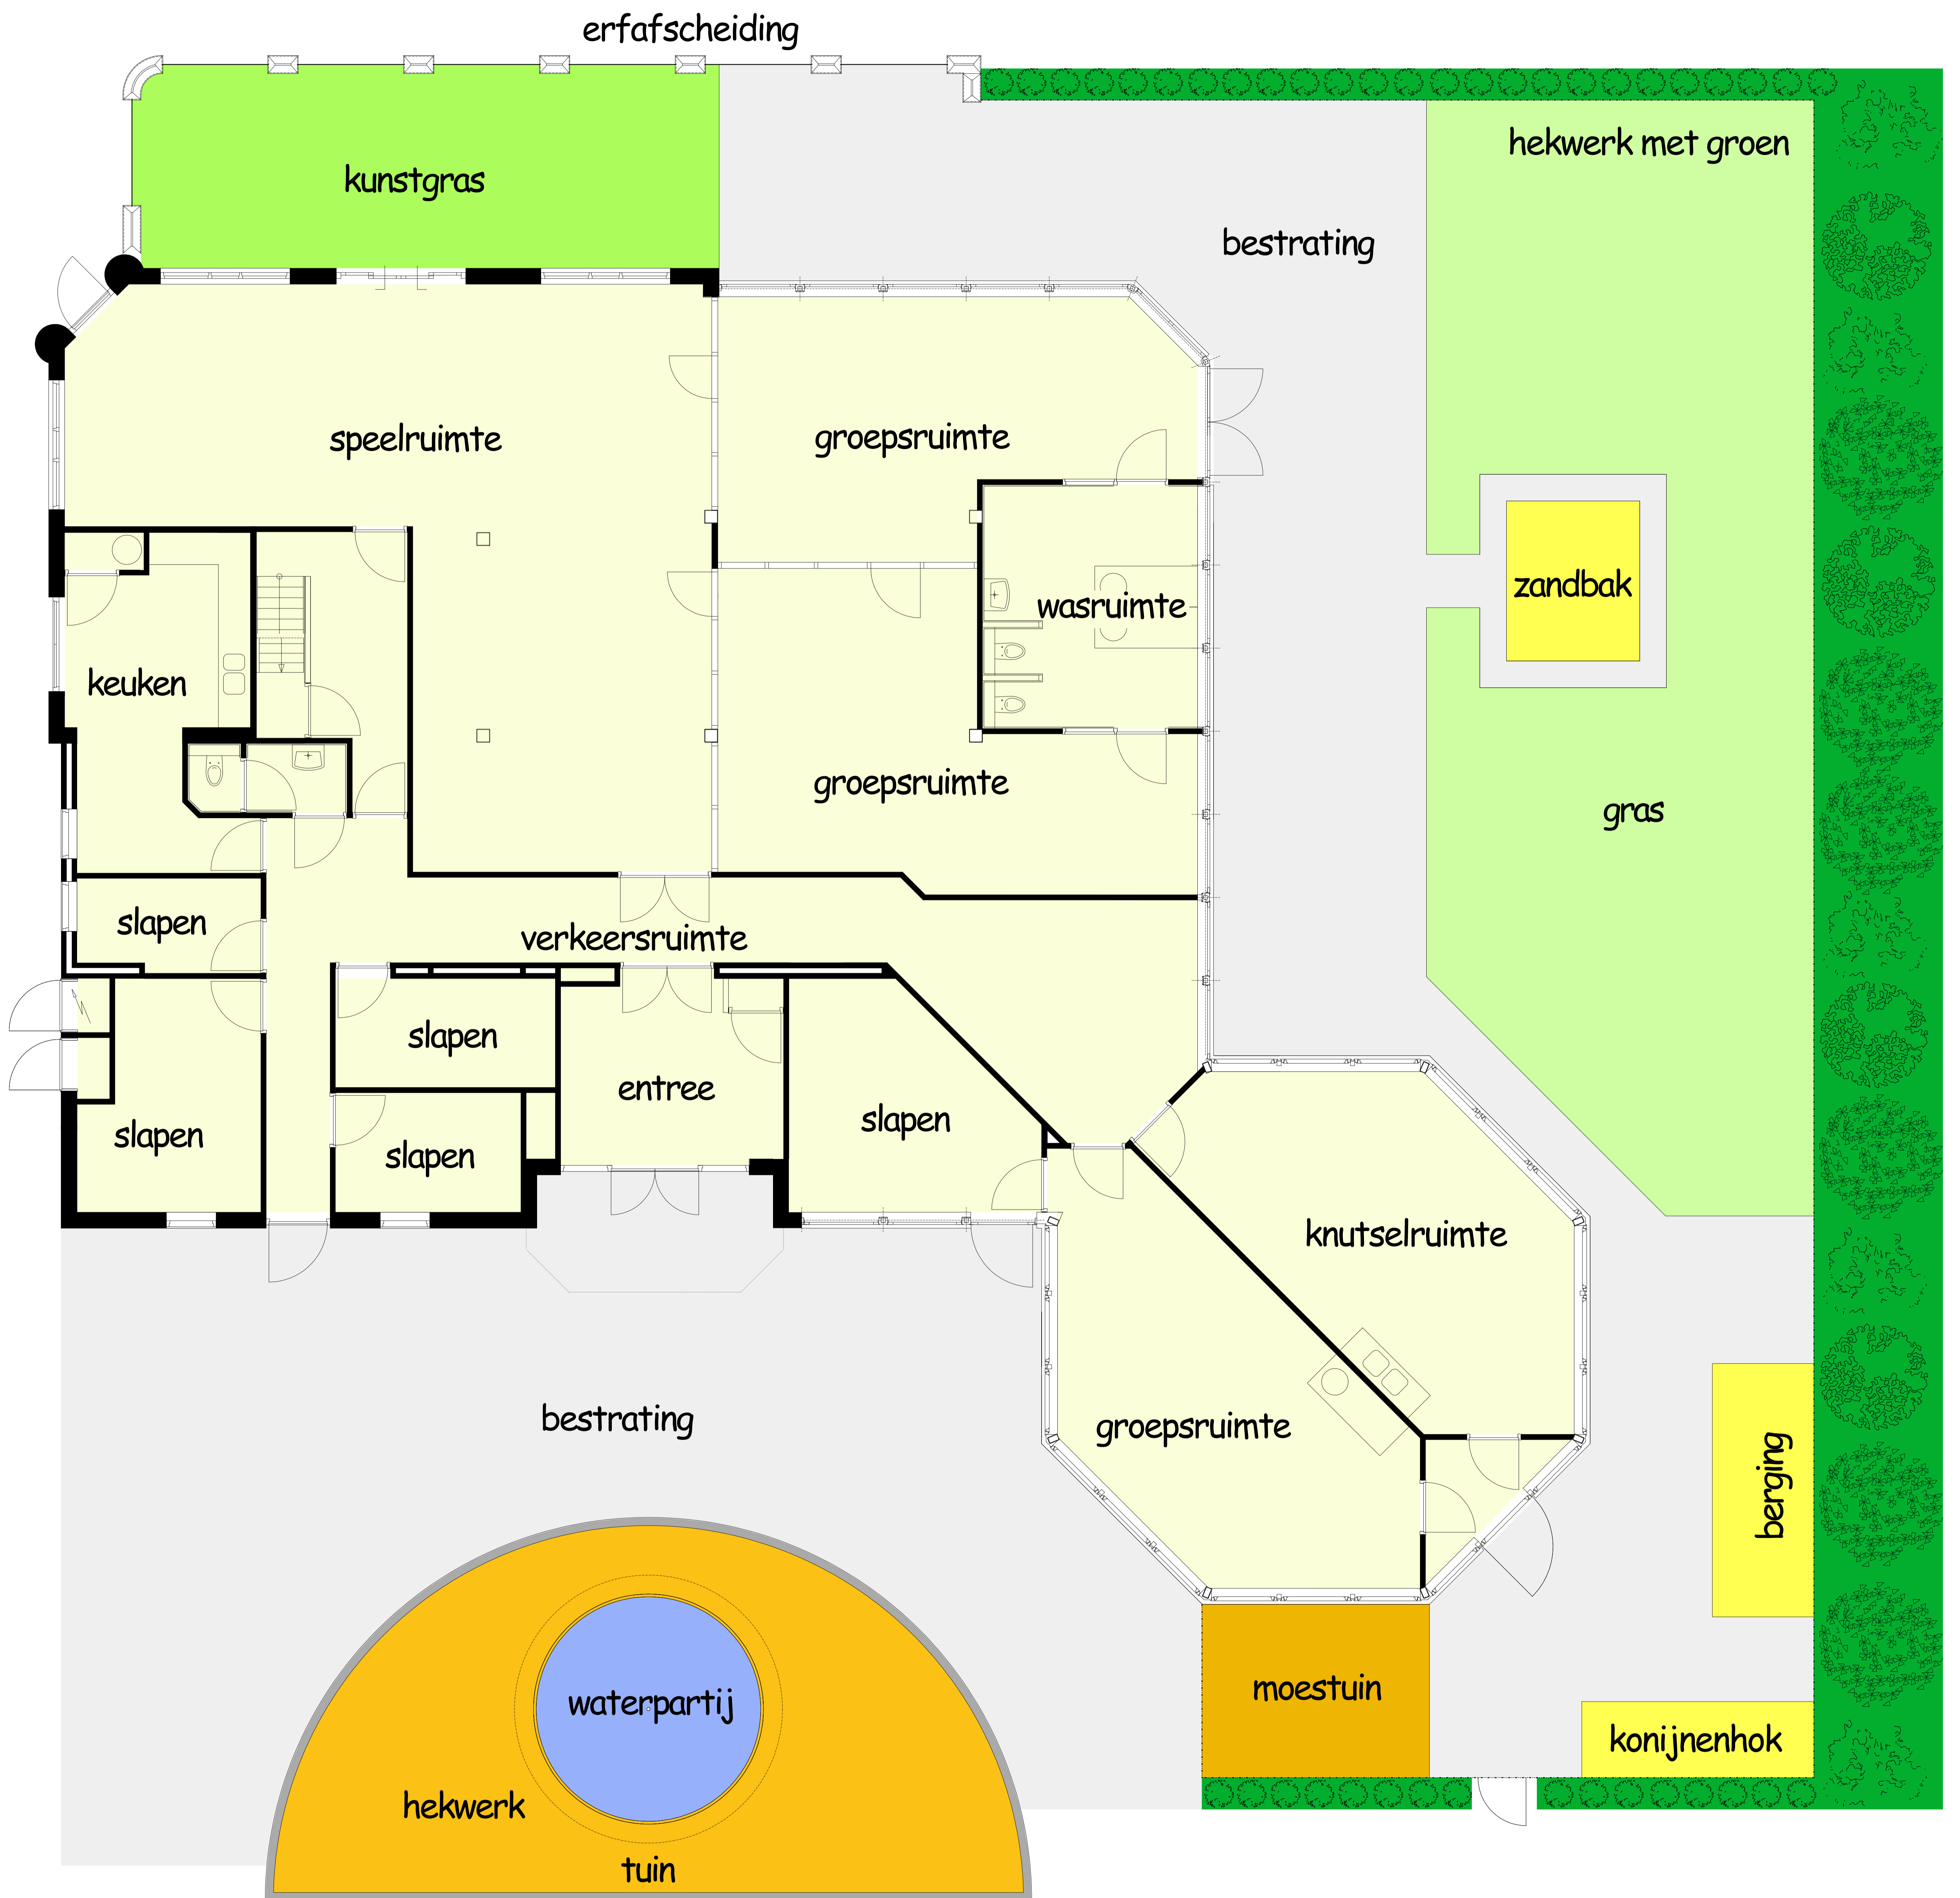 erfafscheiding
hekwerk met groen
kunstgras
bestrating
speelruimte
groepsruimte
zandbak
wasruimte
keuken
groepsruimte
gras
slapen
verkeersruimte
slapen
entree
slapen
slapen
slapen
knutselruimte
bestrating
groepsruimte
berging
moestuin
waterpartij
konijnenhok
hekwerk
tuin